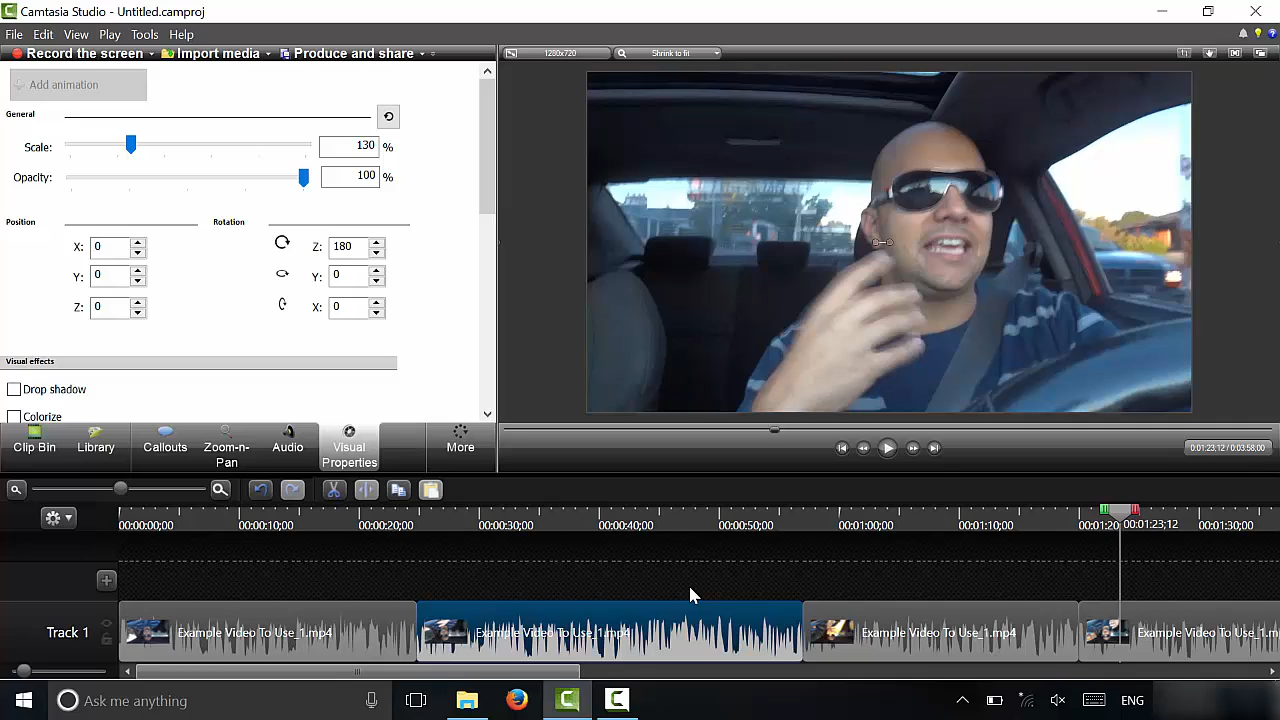 Camtasia Studio - Untitled.camproj
File Edit View Play Tools Help
Record the screen Import media Produce and share
1280x720 Shrink to fit
Add animation
General
Scale: 130 %
Opacity: 100 %
Position Rotation
X: 0 Z: 180
Y: 0 Y: 0
Z: 0 X: 0
Visual effects
Drop shadow
Colorize
Clip Bin Library Callouts Zoom-n-Pan Audio Visual Properties More
0:01:23;12 / 0:03:58;00
00:00:00;00 00:00:10;00 00:00:20;00 00:00:30;00 00:00:40;00 00:00:50;00 00:01:00;00 00:01:10;00 00:01:20 00:01:23;12 00:01:30;00
Track 1 Example Video To Use_1.mp4 Example Video To Use_1.mp4 Example Video To Use_1.mp4 Example Video To Use_1.m
Ask me anything ENG